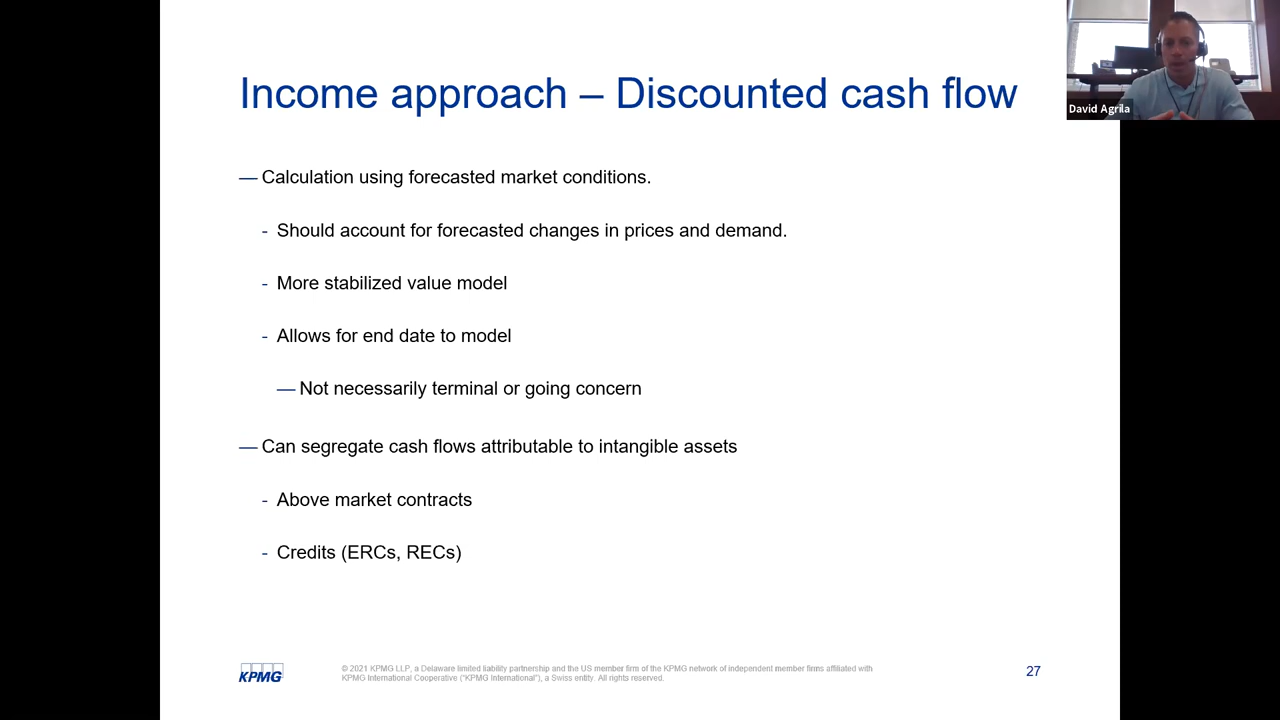 Income approach – Discounted cash flow
David Agrila
— Calculation using forecasted market conditions.
- Should account for forecasted changes in prices and demand.
- More stabilized value model
- Allows for end date to model
— Not necessarily terminal or going concern
— Can segregate cash flows attributable to intangible assets
- Above market contracts
- Credits (ERCs, RECs)
KPMG
© 2021 KPMG LLP, a Delaware limited liability partnership and the US member firm of the KPMG network of independent member firms affiliated with
KPMG International Cooperative ("KPMG International"), a Swiss entity. All rights reserved.
27